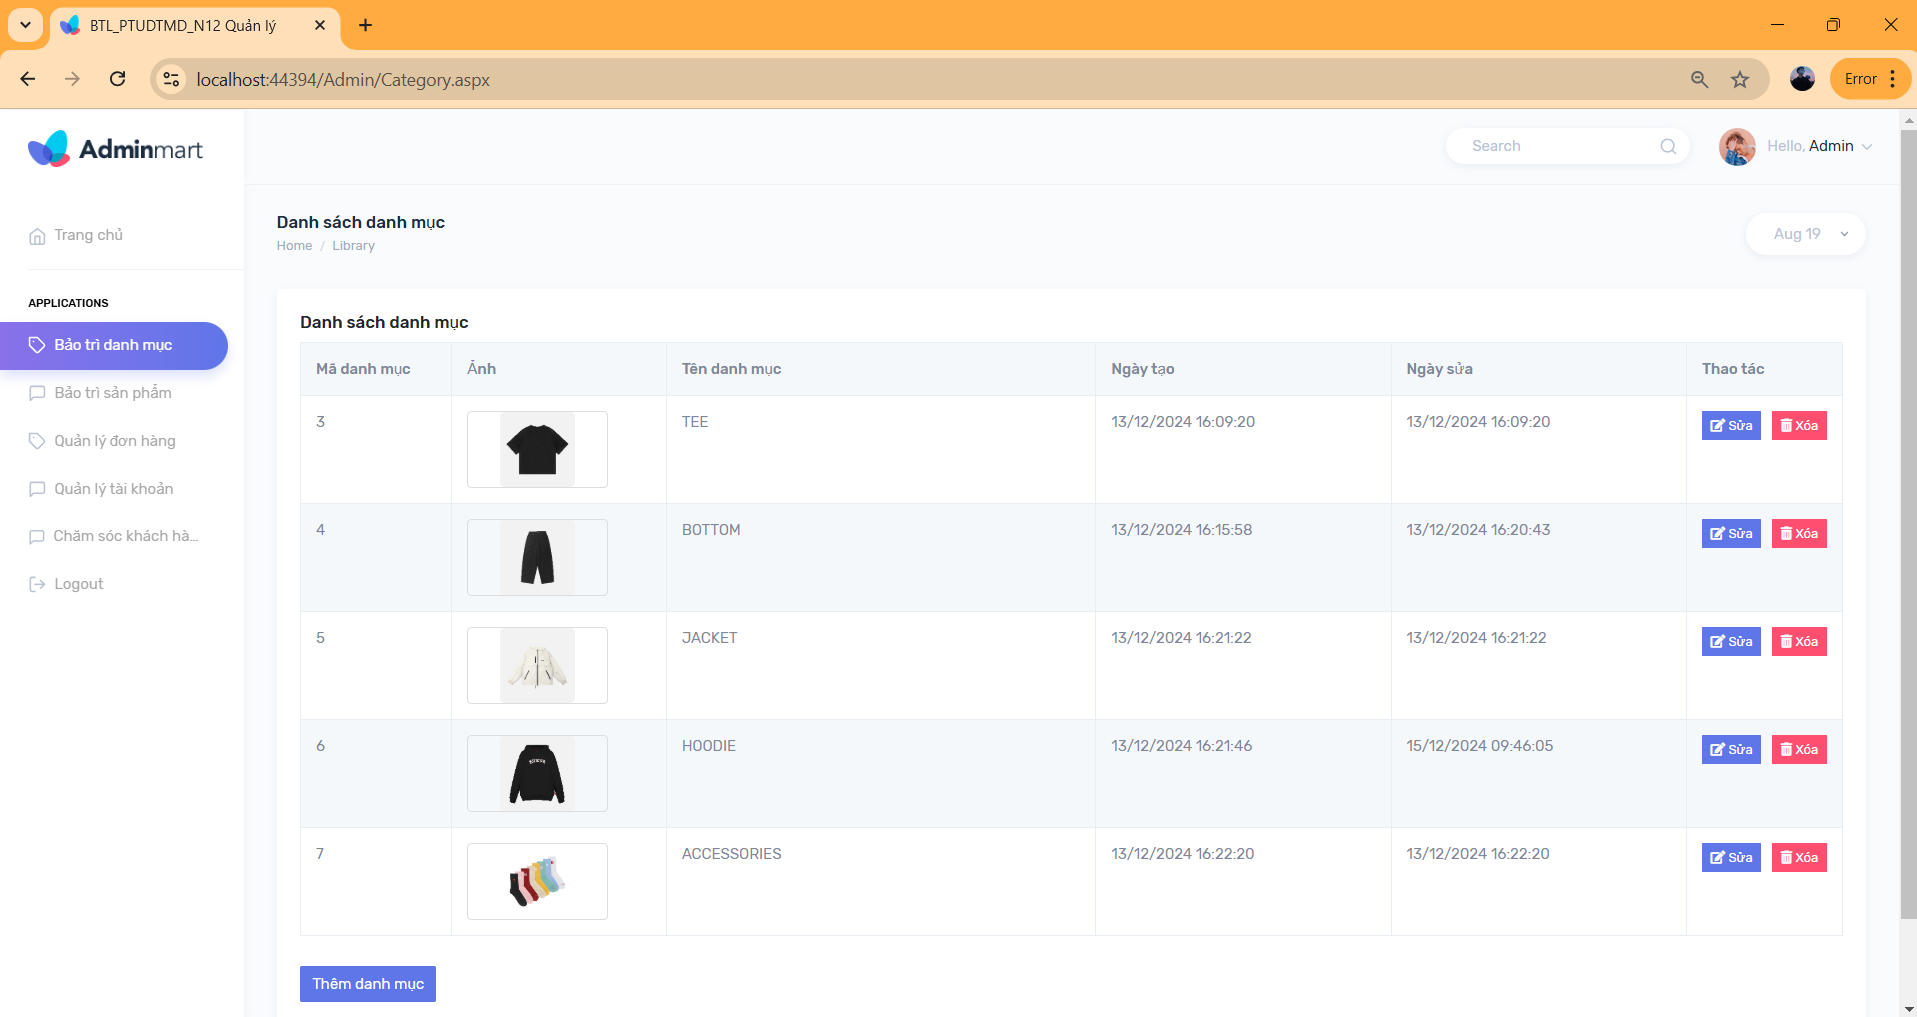 BTL_PTUDTMD_N12 Quản lý
localhost:44394/Admin/Category.aspx
Error
Adminmart
Search
Hello, Admin
Trang chủ
APPLICATIONS
Bảo trì danh mục
Bảo trì sản phẩm
Quản lý đơn hàng
Quản lý tài khoản
Chăm sóc khách hà...
Logout
Danh sách danh mục
Home / Library
Aug 19
Danh sách danh mục
Mã danh mục Ảnh Tên danh mục Ngày tạo Ngày sửa Thao tác
3 TEE 13/12/2024 16:09:20 13/12/2024 16:09:20 Sửa Xóa
4 BOTTOM 13/12/2024 16:15:58 13/12/2024 16:20:43 Sửa Xóa
5 JACKET 13/12/2024 16:21:22 13/12/2024 16:21:22 Sửa Xóa
6 HOODIE 13/12/2024 16:21:46 15/12/2024 09:46:05 Sửa Xóa
7 ACCESSORIES 13/12/2024 16:22:20 13/12/2024 16:22:20 Sửa Xóa
Thêm danh mục